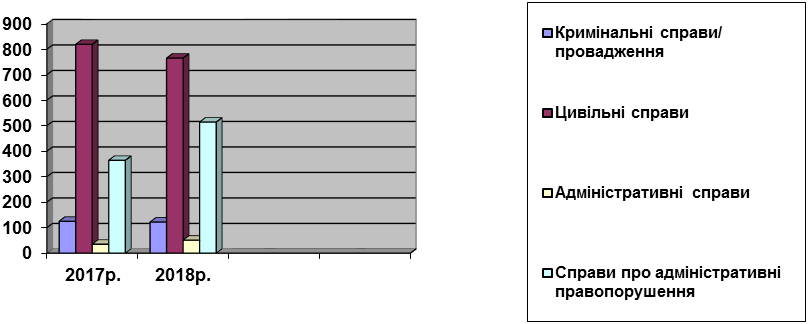 900
800
700
600
500
400
300
200
100
0
2017р.
2018р.
Кримінальні справи/
провадження
Цивільні справи
Адміністративні справи
Справи про адміністративні
правопорушення